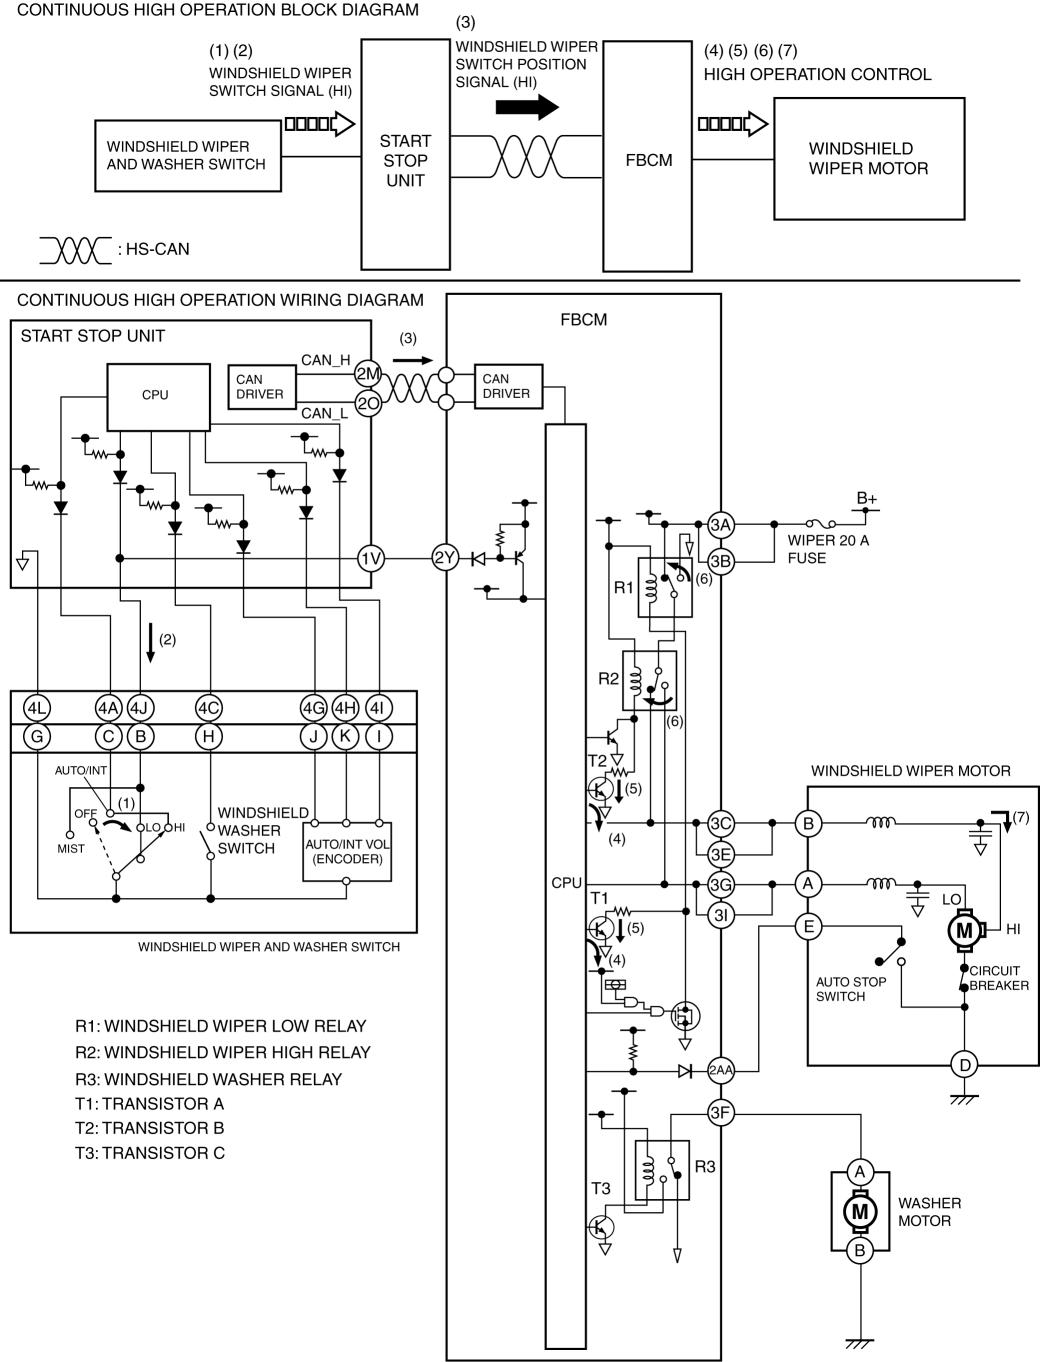 CONTINUOUS HIGH OPERATION BLOCK DIAGRAM
(1) (2)
WINDSHIELD WIPER
SWITCH SIGNAL (HI)
(3)
WINDSHIELD WIPER
SWITCH POSITION
SIGNAL (HI)
(4) (5) (6) (7)
HIGH OPERATION CONTROL
WINDSHIELD WIPER
AND WASHER SWITCH
START
STOP
UNIT
FBCM
WINDSHIELD
WIPER MOTOR
: HS-CAN
CONTINUOUS HIGH OPERATION WIRING DIAGRAM
START STOP UNIT
FBCM
(3)
CPU
CAN
DRIVER
CAN_H
CAN_L
2M
2O
CAN
DRIVER
1V
2Y
B+
3A
3B
WIPER 20 A
FUSE
R1
(6)
R2
(6)
(2)
4L
4A
4J
4C
4G
4H
4I
G
C
B
H
J
K
I
AUTO/INT
(1)
OFF
LO
HI
MIST
WINDSHIELD
WASHER
SWITCH
AUTO/INT VOL
(ENCODER)
WINDSHIELD WIPER AND WASHER SWITCH
T2
(5)
(4)
CPU
T1
(5)
(4)
3C
3E
3G
3I
2AA
3F
WINDSHIELD WIPER MOTOR
B
(7)
A
LO
E
M
HI
AUTO STOP
SWITCH
CIRCUIT
BREAKER
D
R1: WINDSHIELD WIPER LOW RELAY
R2: WINDSHIELD WIPER HIGH RELAY
R3: WINDSHIELD WASHER RELAY
T1: TRANSISTOR A
T2: TRANSISTOR B
T3: TRANSISTOR C
R3
T3
A
M
B
WASHER
MOTOR